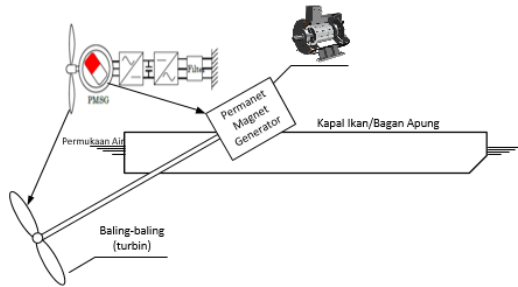 Filter
PMSG
Permanet
Magnet
Generator
Kapal Ikan/Bagan Apung
Permukaan Air
Baling-baling
(turbin)